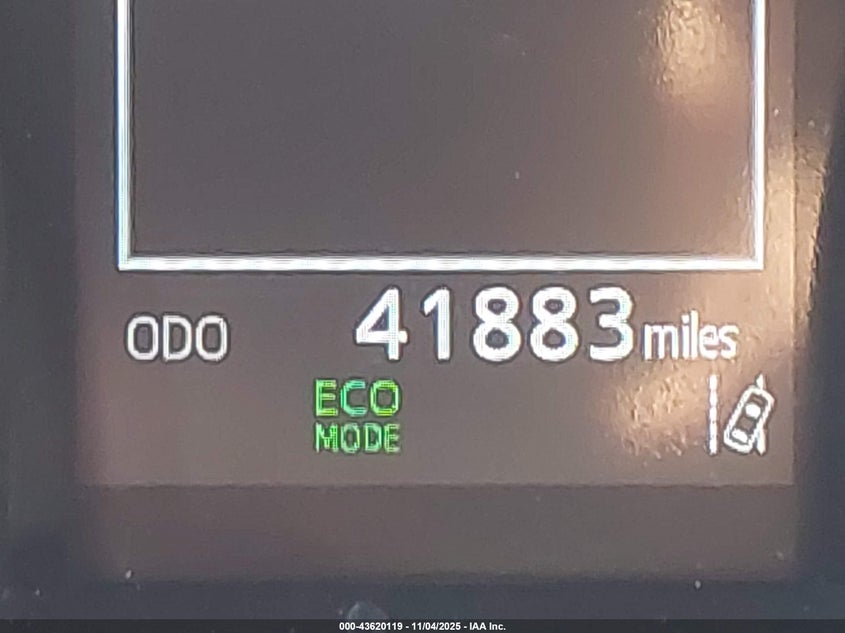 ODO 41883 miles
ECO
MODE
000-43620119 - 11/04/2025 - IAA Inc.